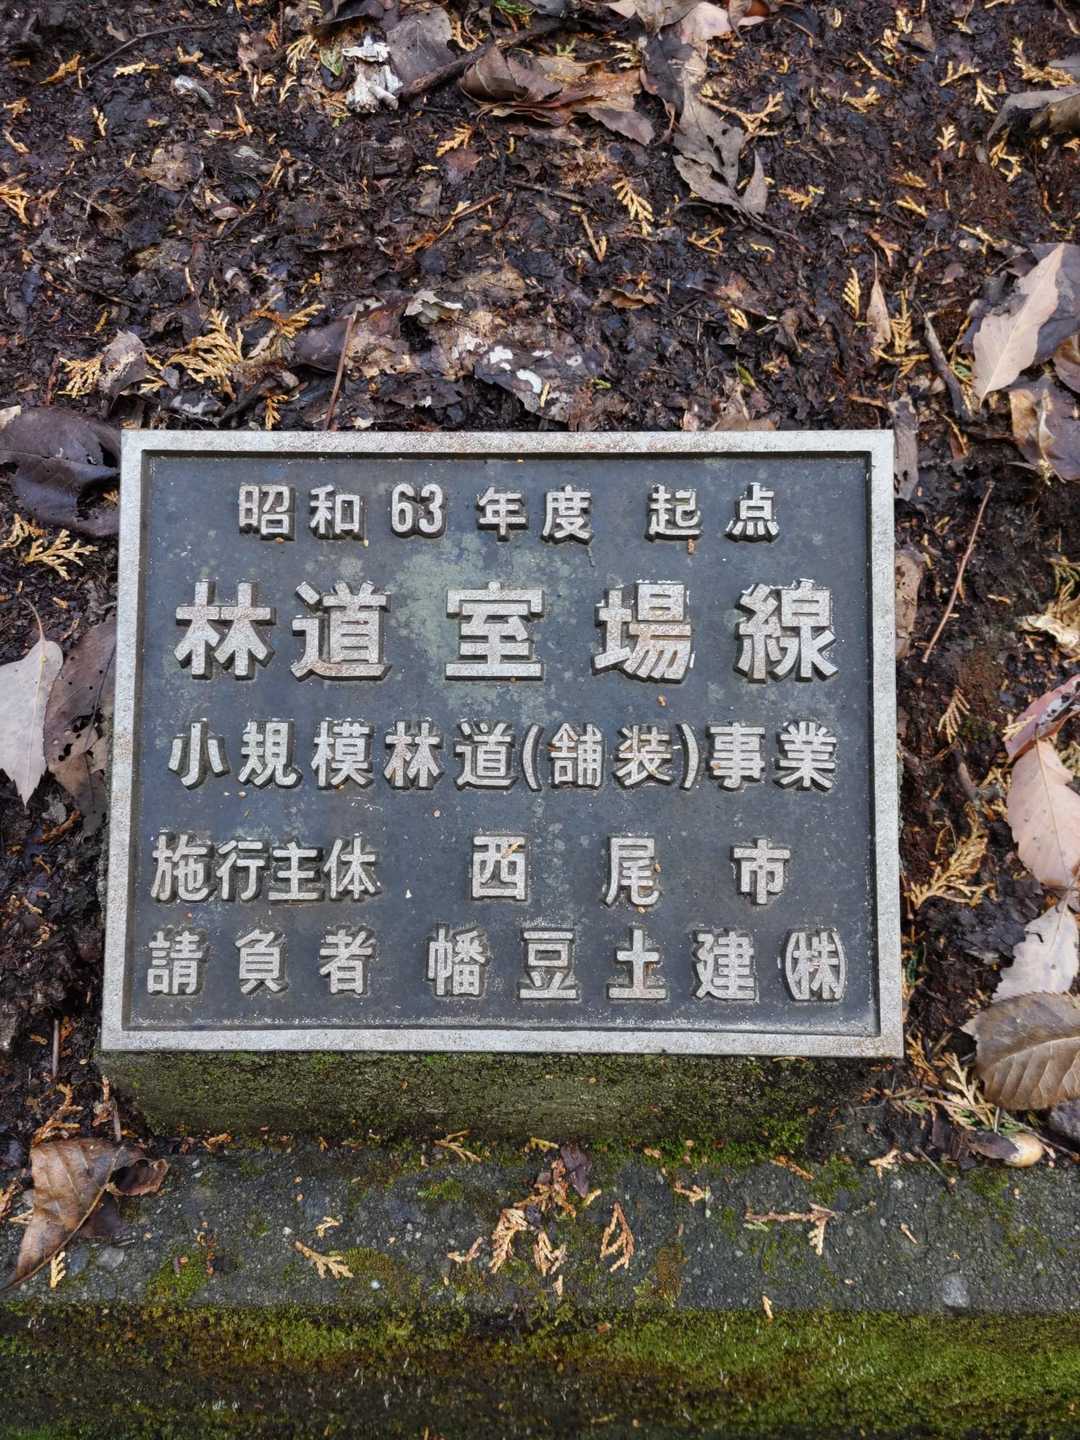 昭和63年度 起点
林道室場線
小規模林道(舗装)事業
施行主体 西尾市
請負者 幡豆土建㈱